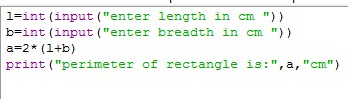 l=int(input("enter length in cm "))
b=int(input("enter breadth in cm "))
a=2*(l+b)
print("perimeter of rectangle is:",a,"cm")